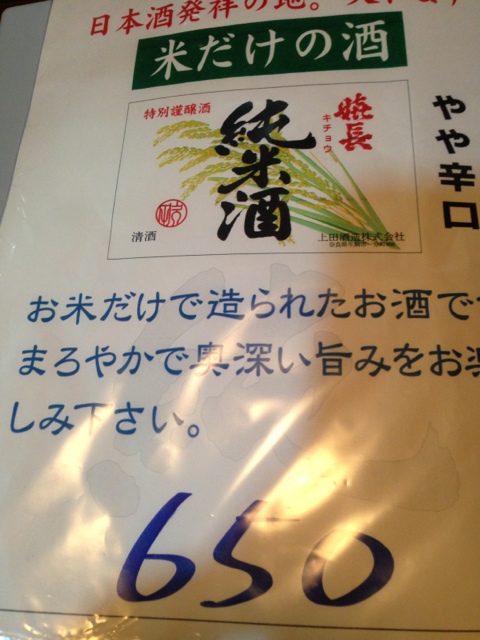 日本酒発祥の地。
米だけの酒
特別謹醸酒
純米酒
嬉長
キチョウ
清酒
上田酒造株式会社
やや辛口
お米だけで造られたお酒で
まろやかで奥深い旨みをお楽
しみ下さい。
650